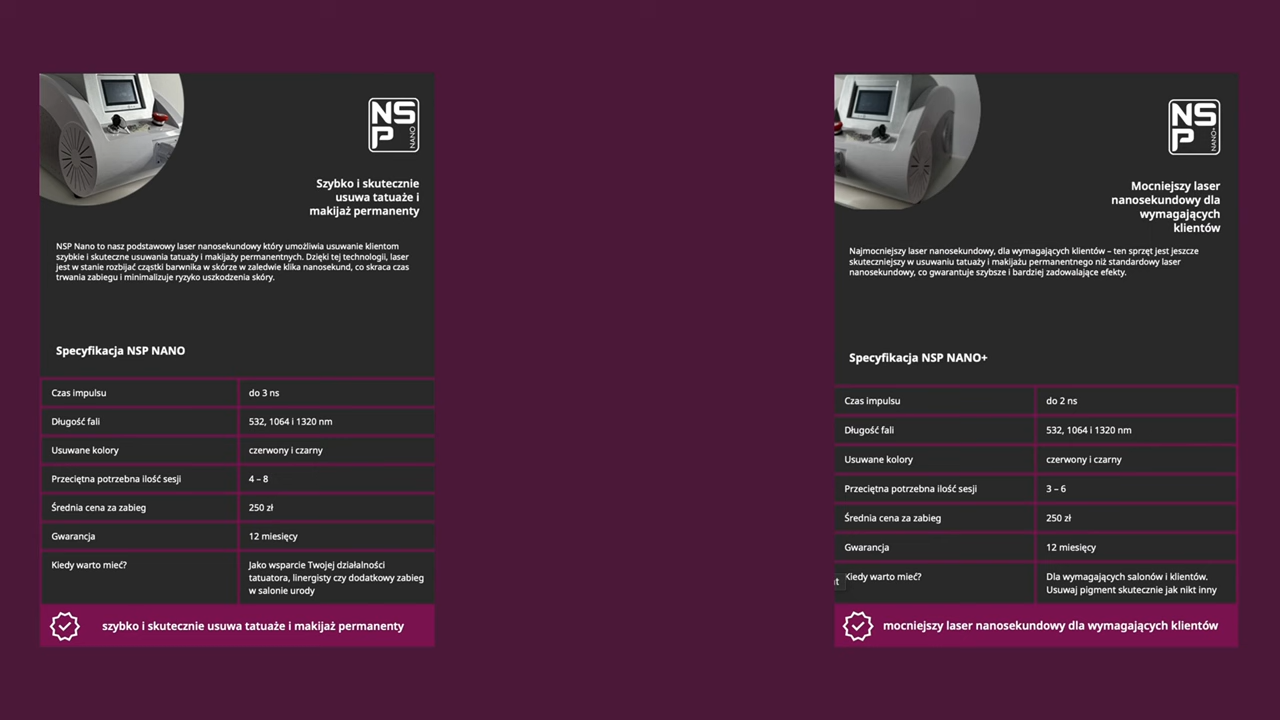 NS
P NANO
Szybko i skutecznie
usuwa tatuaże i
makijaż permanenty
NSP Nano to nasz podstawowy laser nanosekundowy który umożliwia usuwanie klientom
szybkie i skuteczne usuwania tatuaży i makijaży permanentnych. Dzięki tej technologii, laser
jest w stanie rozbijać cząstki barwnika w skórze w zaledwie klika nanosekund, co skraca czas
trwania zabiegu i minimalizuje ryzyko uszkodzenia skóry.
Specyfikacja NSP NANO
Czas impulsu do 3 ns
Długość fali 532, 1064 i 1320 nm
Usuwane kolory czerwony i czarny
Przeciętna potrzebna ilość sesji 4 – 8
Średnia cena za zabieg 250 zł
Gwarancja 12 miesięcy
Kiedy warto mieć? Jako wsparcie Twojej działalności
tatuatora, linergisty czy dodatkowy zabieg
w salonie urody
szybko i skutecznie usuwa tatuaże i makijaż permanenty
NS
P NANO+
Mocniejszy laser
nanosekundowy dla
wymagających
klientów
Najmocniejszy laser nanosekundowy, dla wymagających klientów – ten sprzęt jest jeszcze
skuteczniejszy w usuwaniu tatuaży i makijażu permanentnego niż standardowy laser
nanosekundowy, co gwarantuje szybsze i bardziej zadowalające efekty.
Specyfikacja NSP NANO+
Czas impulsu do 2 ns
Długość fali 532, 1064 i 1320 nm
Usuwane kolory czerwony i czarny
Przeciętna potrzebna ilość sesji 3 – 6
Średnia cena za zabieg 250 zł
Gwarancja 12 miesięcy
Kiedy warto mieć? Dla wymagających salonów i klientów.
Usuwaj pigment skutecznie jak nikt inny
mocniejszy laser nanosekundowy dla wymagających klientów